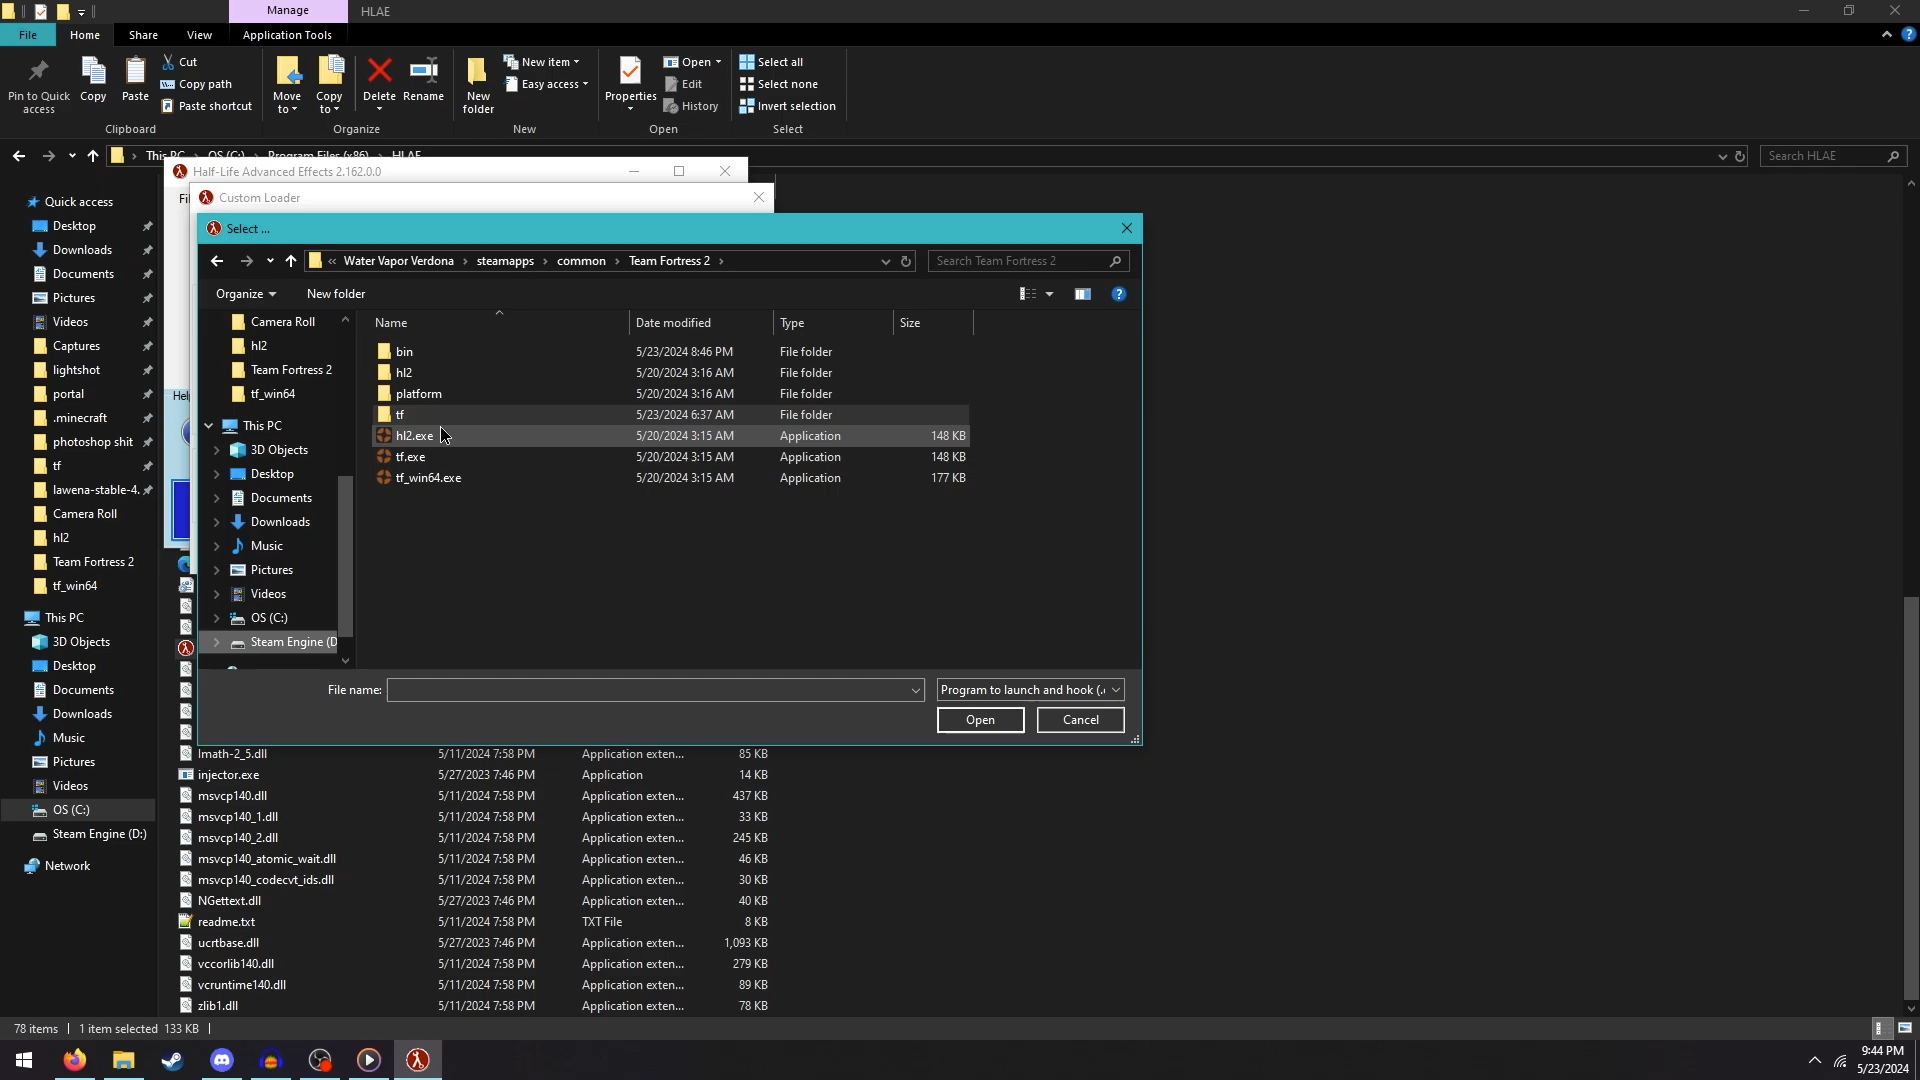 Manage
HLAE
File
Home
Share
View
Application Tools
Pin to Quick access
Copy
Paste
Cut
Copy path
Paste shortcut
Clipboard
Move to
Copy to
Delete
Rename
Organize
New folder
New item
Easy access
New
Properties
Open
Edit
History
Open
Select all
Select none
Invert selection
Select
This PC
OS (C:)
Program Files (x86)
HLAE
Search HLAE
Half-Life Advanced Effects 2.162.0.0
Custom Loader
Select ...
Water Vapor Verdona
steamapps
common
Team Fortress 2
Search Team Fortress 2
Organize
New folder
Name
Date modified
Type
Size
bin 5/23/2024 8:46 PM File folder
hl2 5/20/2024 3:16 AM File folder
platform 5/20/2024 3:16 AM File folder
tf 5/23/2024 6:37 AM File folder
hl2.exe 5/20/2024 3:15 AM Application 148 KB
tf.exe 5/20/2024 3:15 AM Application 148 KB
tf_win64.exe 5/20/2024 3:15 AM Application 177 KB
Camera Roll
hl2
Team Fortress 2
tf_win64
This PC
3D Objects
Desktop
Documents
Downloads
Music
Pictures
Videos
OS (C:)
Steam Engine (D
File name:
Program to launch and hook (.
Open
Cancel
Quick access
Desktop
Downloads
Documents
Pictures
Videos
Captures
lightshot
portal
.minecraft
photoshop shit
tf
lawena-stable-4.
Camera Roll
hl2
Team Fortress 2
tf_win64
This PC
3D Objects
Desktop
Documents
Downloads
Music
Pictures
Videos
OS (C:)
Steam Engine (D:)
Network
Imath-2_5.dll 5/11/2024 7:58 PM Application exten... 85 KB
injector.exe 5/27/2023 7:46 PM Application 14 KB
msvcp140.dll 5/11/2024 7:58 PM Application exten... 437 KB
msvcp140_1.dll 5/11/2024 7:58 PM Application exten... 33 KB
msvcp140_2.dll 5/11/2024 7:58 PM Application exten... 245 KB
msvcp140_atomic_wait.dll 5/11/2024 7:58 PM Application exten... 46 KB
msvcp140_codecvt_ids.dll 5/11/2024 7:58 PM Application exten... 30 KB
NGettext.dll 5/27/2023 7:46 PM Application exten... 40 KB
readme.txt 5/11/2024 7:58 PM TXT File 8 KB
ucrtbase.dll 5/27/2023 7:46 PM Application exten... 1,093 KB
vccorlib140.dll 5/11/2024 7:58 PM Application exten... 279 KB
vcruntime140.dll 5/11/2024 7:58 PM Application exten... 89 KB
zlib1.dll 5/11/2024 7:58 PM Application exten... 78 KB
78 items
1 item selected 133 KB
9:44 PM
5/23/2024